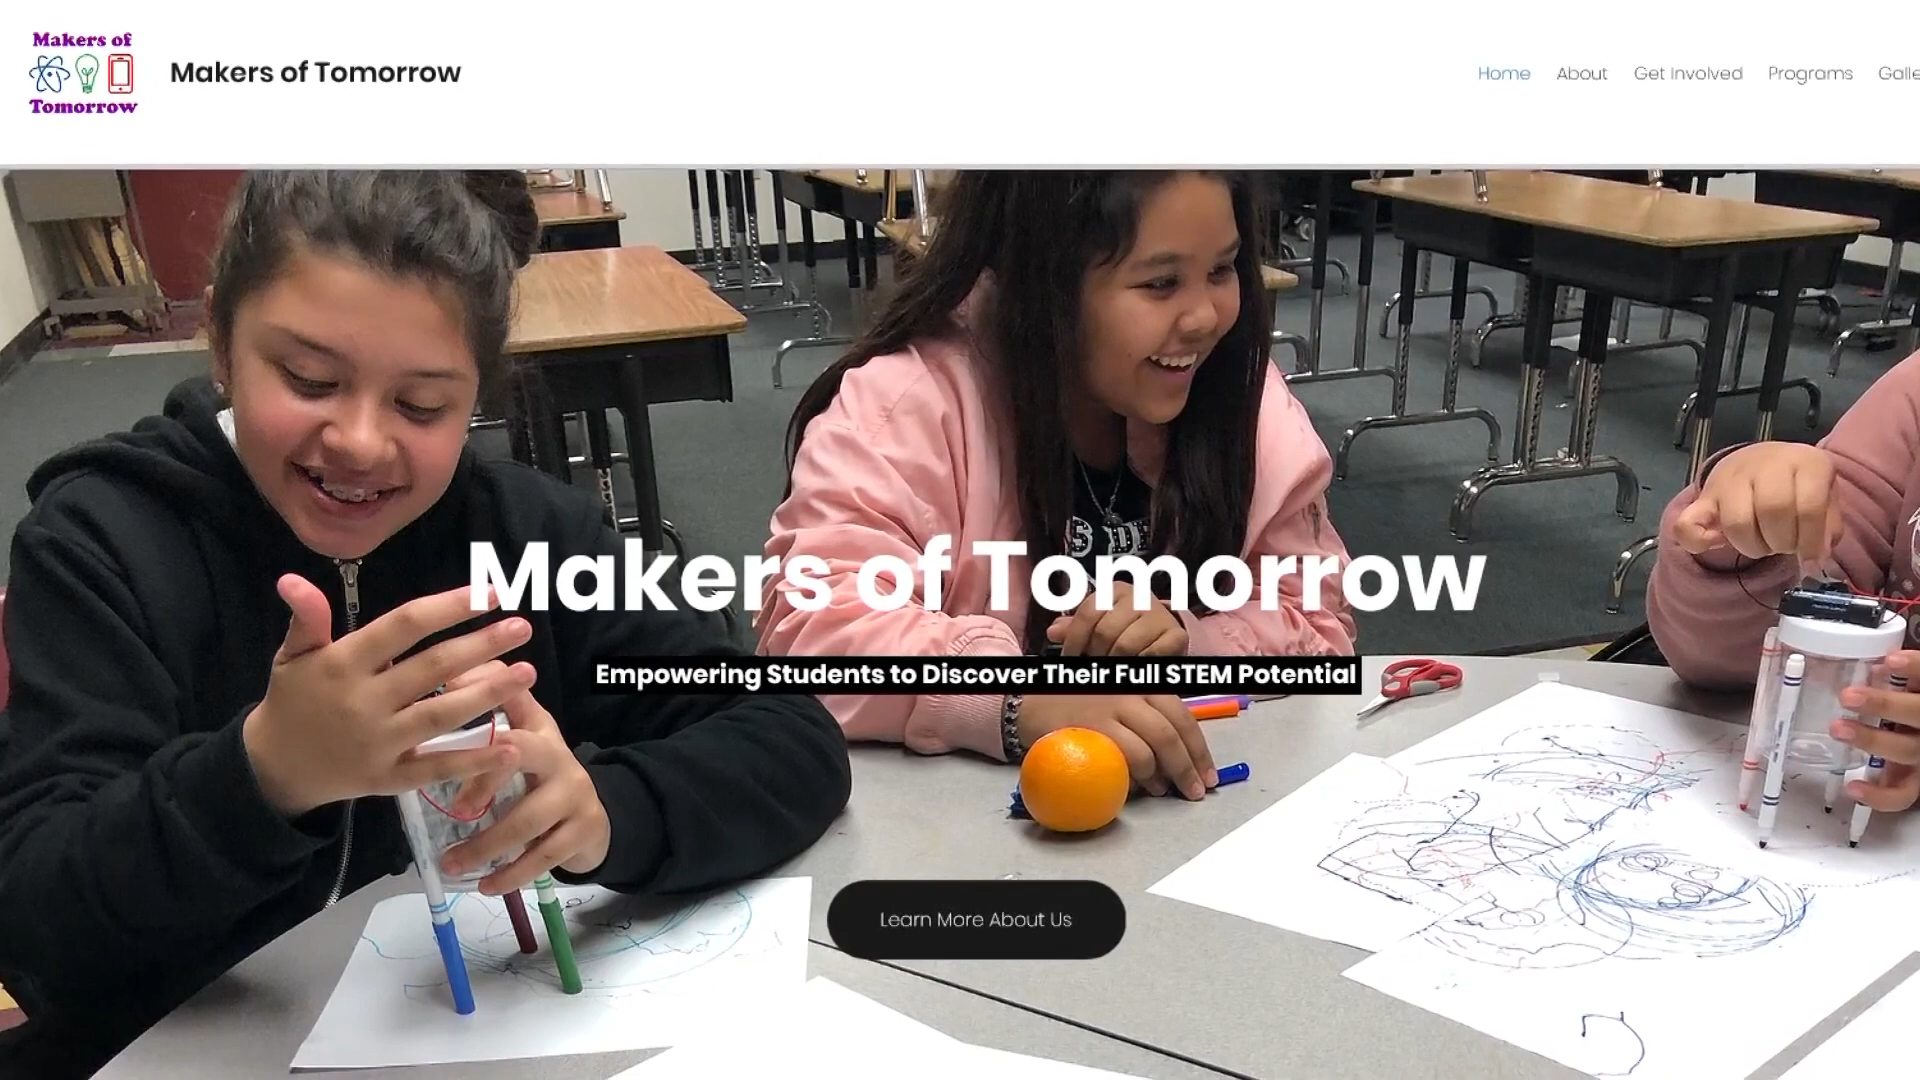 Makers of
Tomorrow
Makers of Tomorrow
Home About Get Involved Programs Galle
Makers of Tomorrow
Empowering Students to Discover Their Full STEM Potential
Learn More About Us